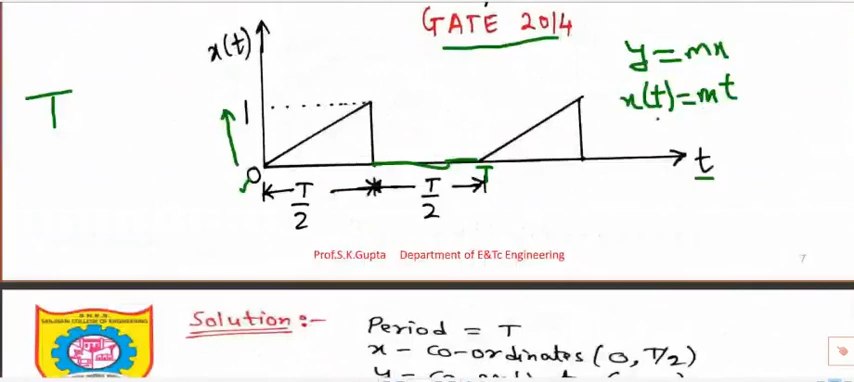 GATE 2014
x(t)
y = mx
x(t) = mt
T
1
0
T
t
T/2
T/2
Prof.S.K.Gupta Department of E&Tc Engineering
7
Solution :-
Period = T
x - co-ordinates (0, T/2)